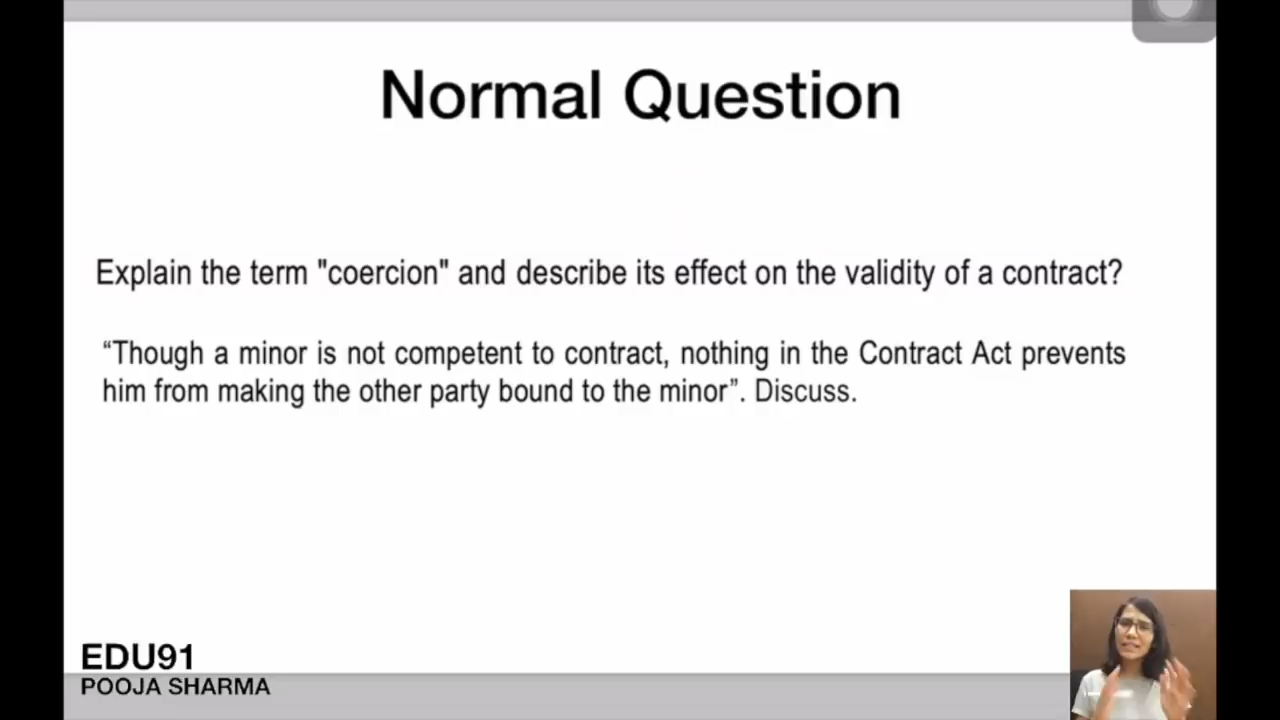 Normal Question
Explain the term "coercion" and describe its effect on the validity of a contract?
“Though a minor is not competent to contract, nothing in the Contract Act prevents
him from making the other party bound to the minor”. Discuss.
EDU91
POOJA SHARMA